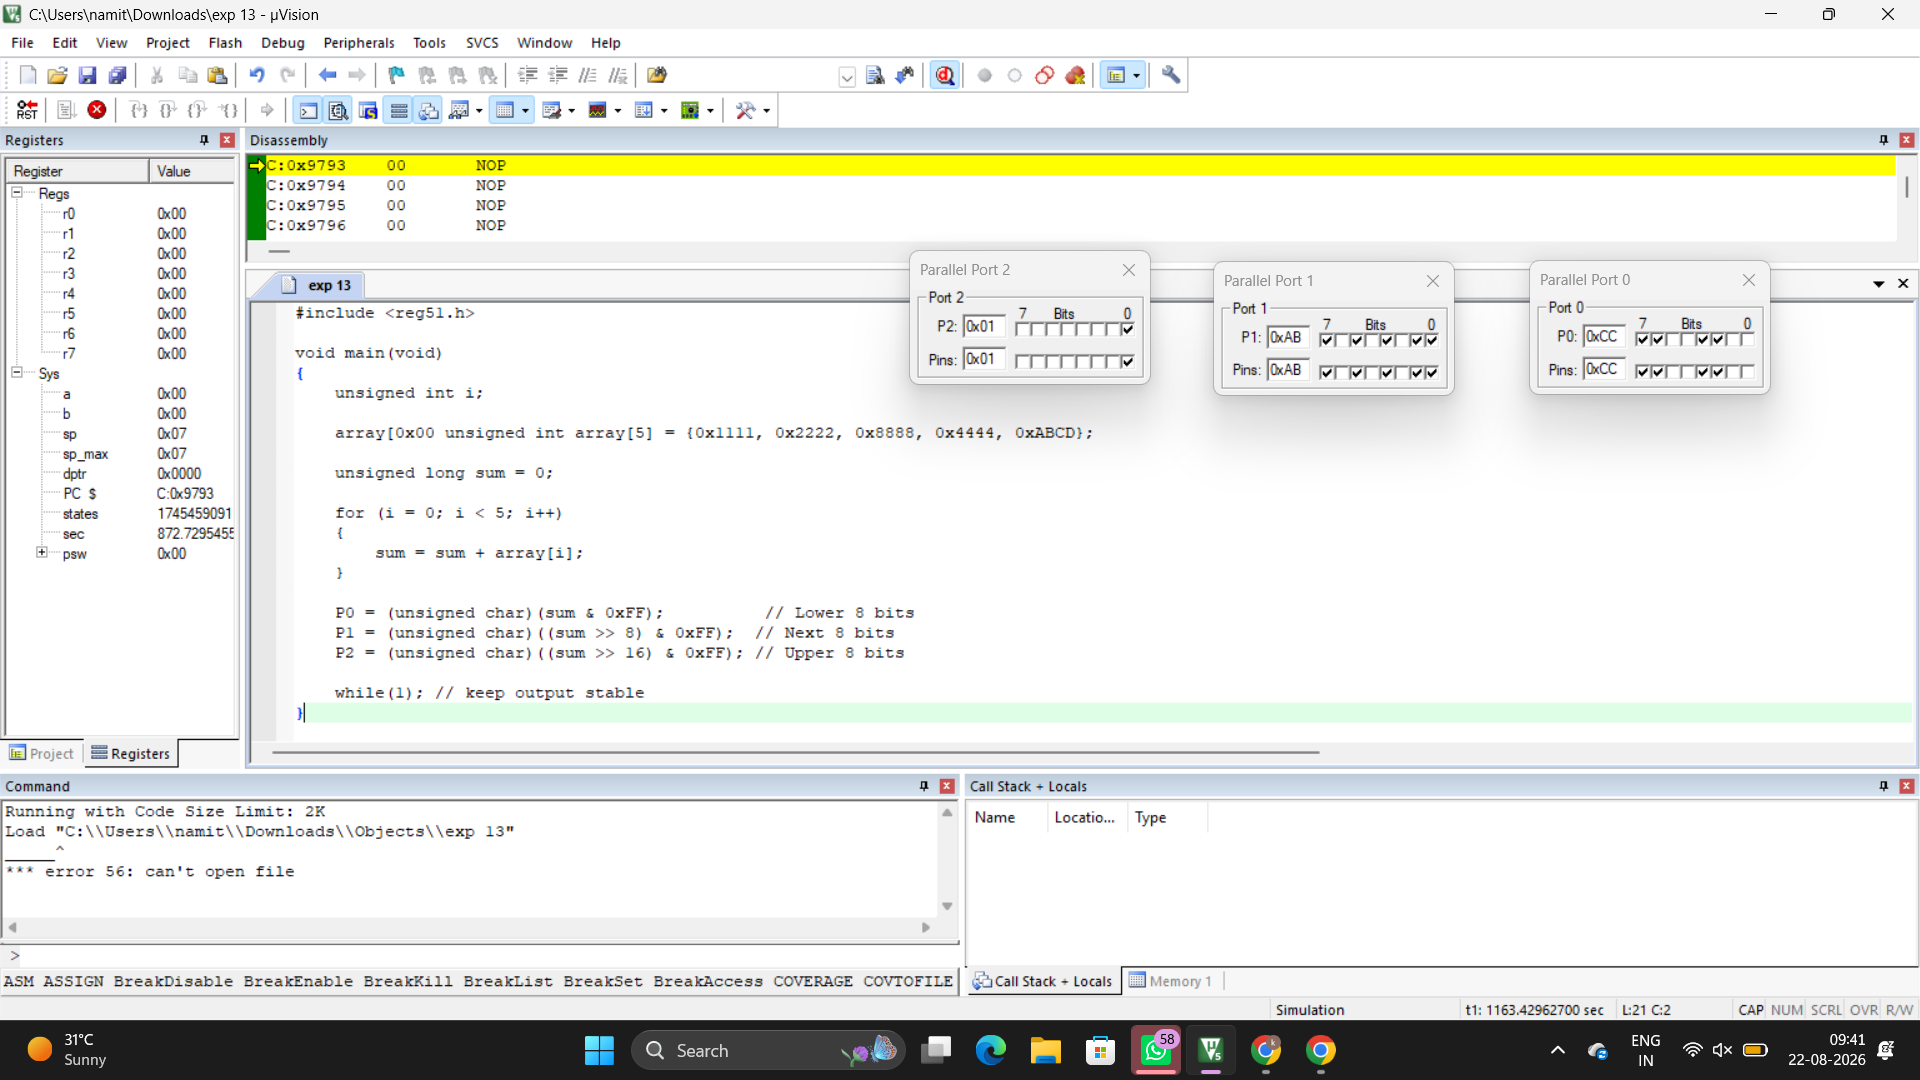 C:\Users\namit\Downloads\exp 13 - µVision
File Edit View Project Flash Debug Peripherals Tools SVCS Window Help
RST
Registers
Register Value
Regs
r0 0x00
r1 0x00
r2 0x00
r3 0x00
r4 0x00
r5 0x00
r6 0x00
r7 0x00
Sys
a 0x00
b 0x00
sp 0x07
sp_max 0x07
dptr 0x0000
PC $ C:0x9793
states 1745459091
sec 872.7295455
psw 0x00
Project Registers
Disassembly
C:0x9793 00 NOP
C:0x9794 00 NOP
C:0x9795 00 NOP
C:0x9796 00 NOP
exp 13
#include <reg51.h>
void main(void)
{
unsigned int i;
array[0x00 unsigned int array[5] = {0x1111, 0x2222, 0x8888, 0x4444, 0xABCD};
unsigned long sum = 0;
for (i = 0; i < 5; i++)
{
sum = sum + array[i];
}
P0 = (unsigned char)(sum & 0xFF); // Lower 8 bits
P1 = (unsigned char)((sum >> 8) & 0xFF); // Next 8 bits
P2 = (unsigned char)((sum >> 16) & 0xFF); // Upper 8 bits
while(1); // keep output stable
}
Parallel Port 2
Port 2
7 Bits 0
P2: 0x01
Pins: 0x01
Parallel Port 1
Port 1
7 Bits 0
P1: 0xAB
Pins: 0xAB
Parallel Port 0
Port 0
7 Bits 0
P0: 0xCC
Pins: 0xCC
Command
Running with Code Size Limit: 2K
Load "C:\\Users\\namit\\Downloads\\Objects\\exp 13"
_____^
*** error 56: can't open file
>
ASM ASSIGN BreakDisable BreakEnable BreakKill BreakList BreakSet BreakAccess COVERAGE COVTOFILE
Call Stack + Locals
Name Locatio... Type
Call Stack + Locals Memory 1
Simulation t1: 1163.42962700 sec L:21 C:2 CAP NUM SCRL OVR R/W
31°C
Sunny
Search
58
ENG
IN
09:41
22-08-2026